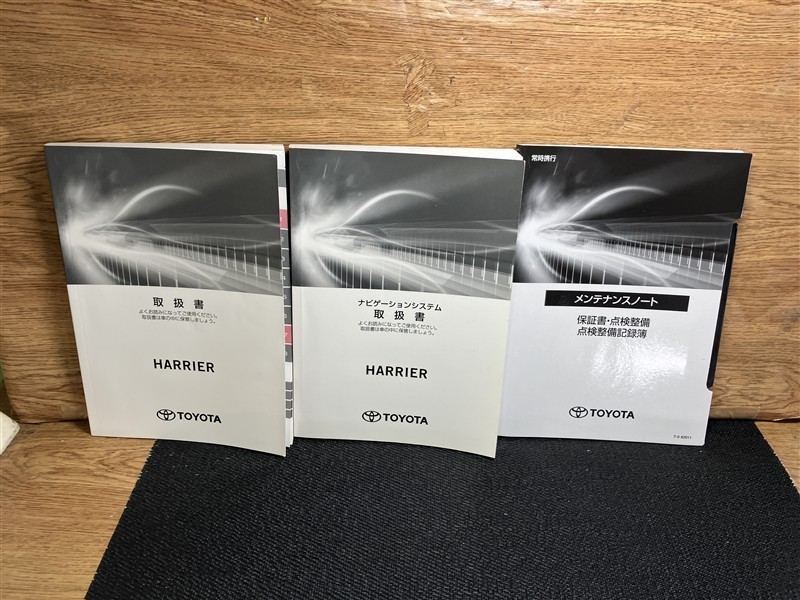 取扱書
よくお読みになってご使用ください。
取扱書は車の中に保管しましょう。
HARRIER
TOYOTA
ナビゲーションシステム
取扱書
よくお読みになってご使用ください。
取扱書は車の中に保管しましょう。
HARRIER
TOYOTA
常時携行
メンテナンスノート
保証書・点検整備
点検整備記録簿
TOYOTA